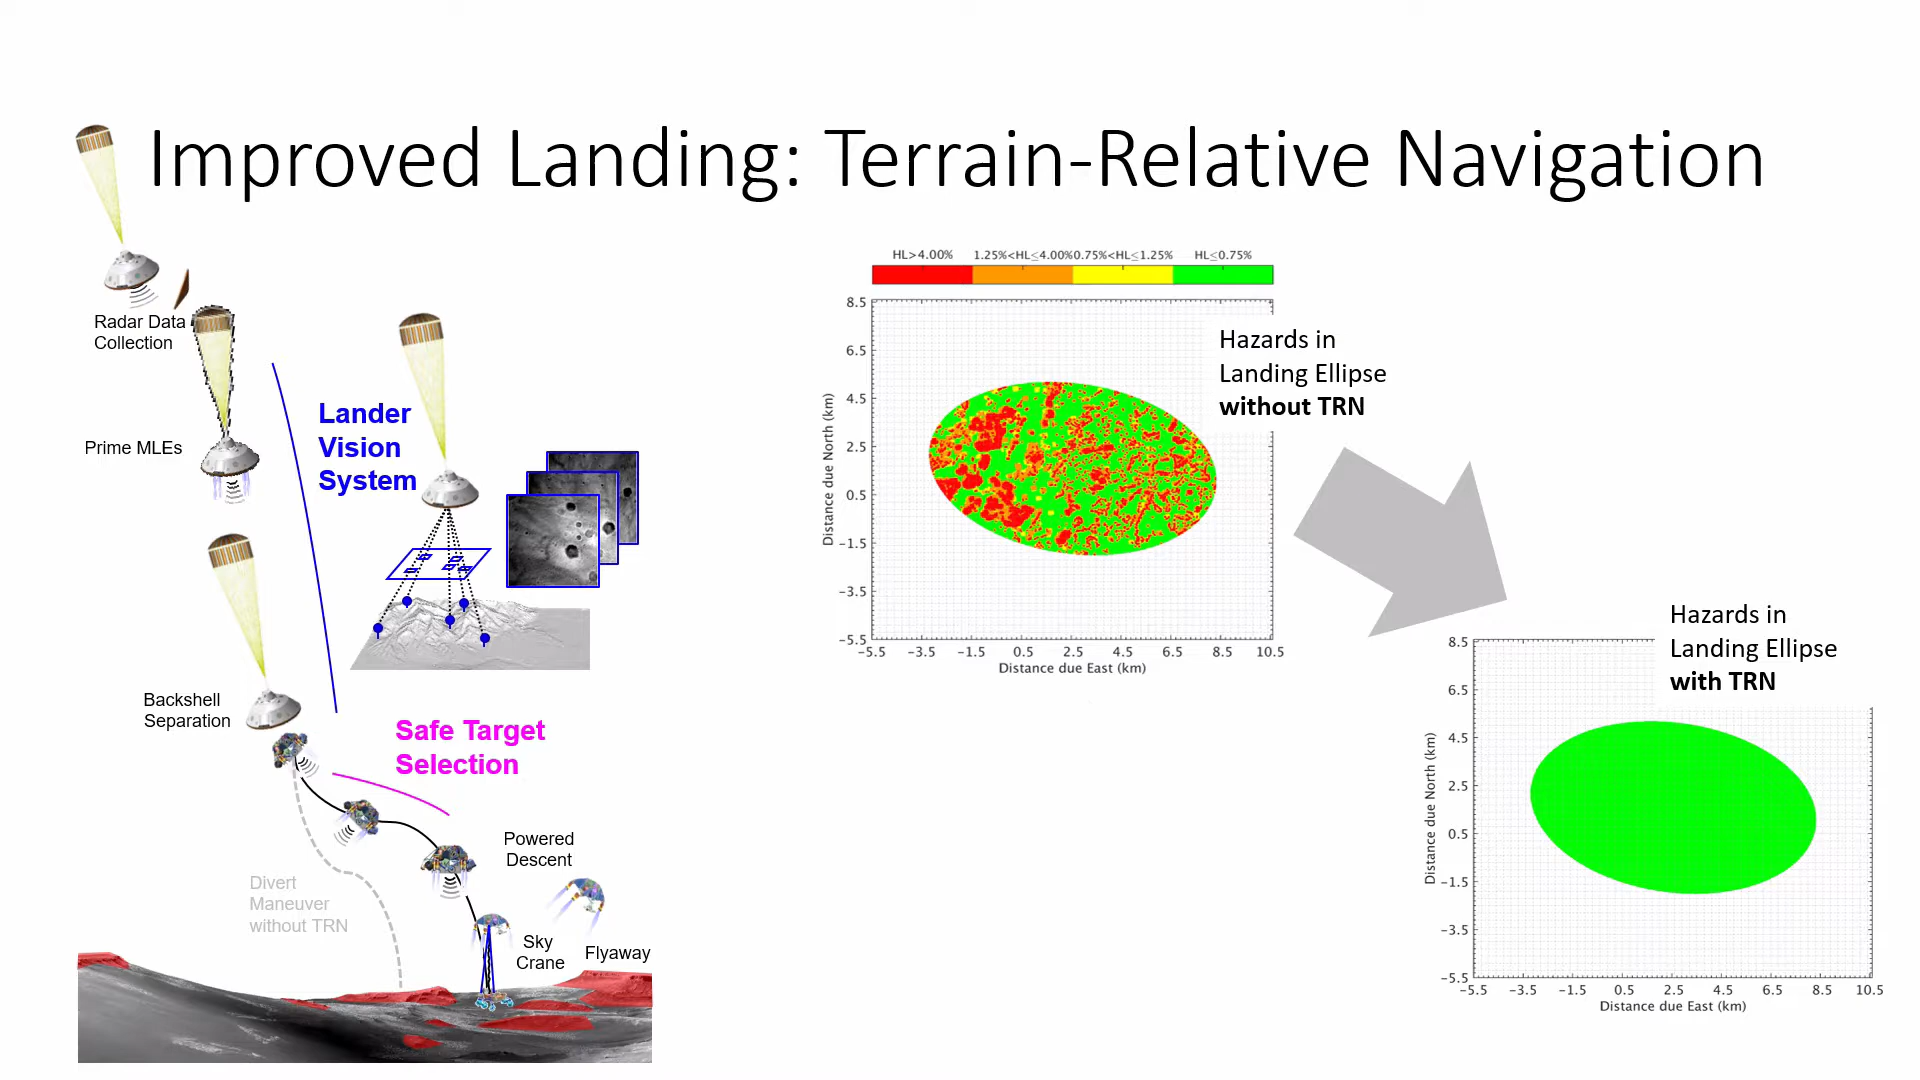 Improved Landing: Terrain-Relative Navigation
Radar Data
Collection
Prime MLEs
Lander
Vision
System
Backshell
Separation
Safe Target
Selection
Powered
Descent
Divert
Maneuver
without TRN
Sky
Crane
Flyaway
HL>4.00% 1.25%<HL≤4.00% 0.75%<HL≤1.25% HL≤0.75%
Hazards in
Landing Ellipse
without TRN
8.5
6.5
4.5
2.5
0.5
−1.5
−3.5
−5.5
Distance due North (km)
−5.5 −3.5 −1.5 0.5 2.5 4.5 6.5 8.5 10.5
Distance due East (km)
Hazards in
Landing Ellipse
with TRN
8.5
6.5
4.5
2.5
0.5
−1.5
−3.5
−5.5
Distance due North (km)
−5.5 −3.5 −1.5 0.5 2.5 4.5 6.5 8.5 10.5
Distance due East (km)